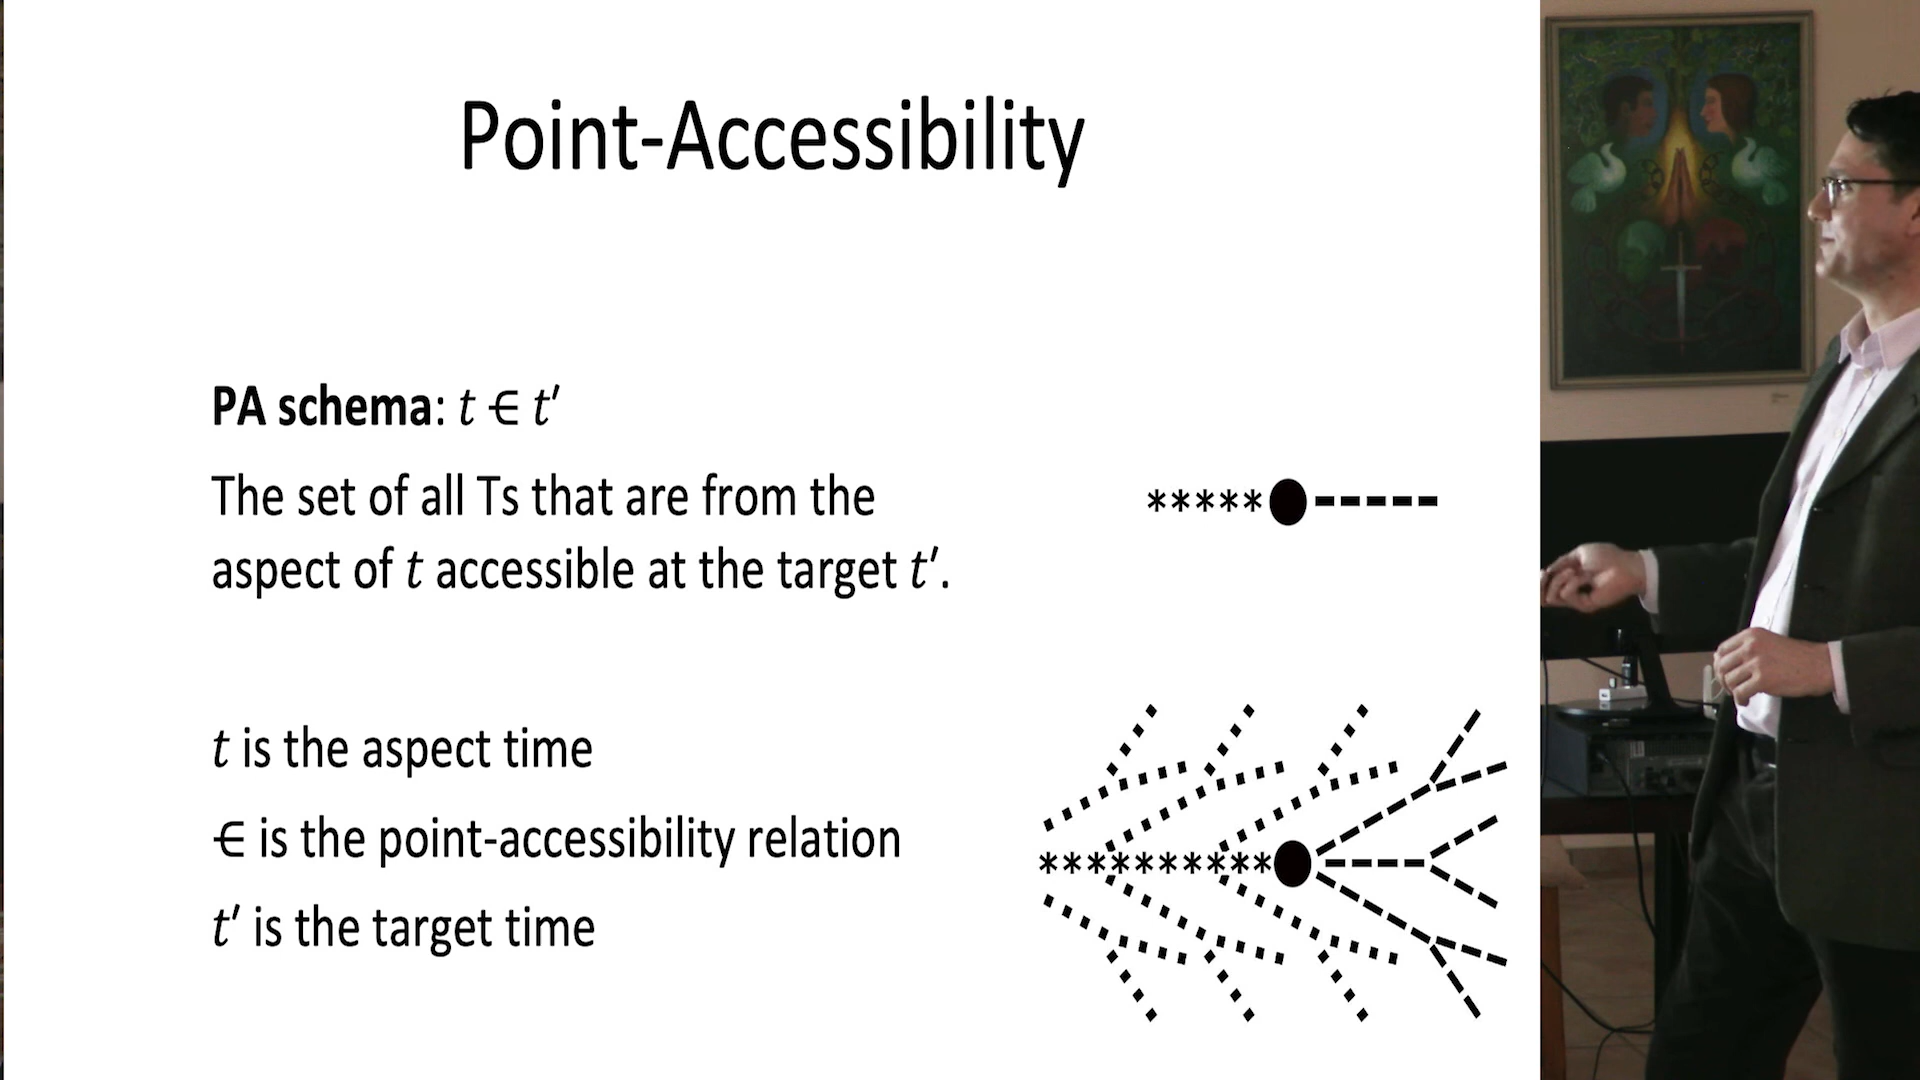 Point-Accessibility
PA schema: t ∈ t′
The set of all Ts that are from the
aspect of t accessible at the target t′.
t is the aspect time
∈ is the point-accessibility relation
t′ is the target time